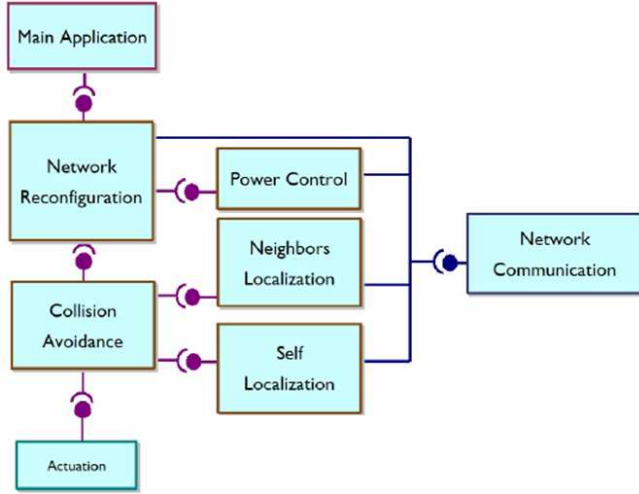 Main Application
Network
Reconfiguration
Power Control
Neighbors
Localization
Network
Communication
Collision
Avoidance
Self
Localization
Actuation